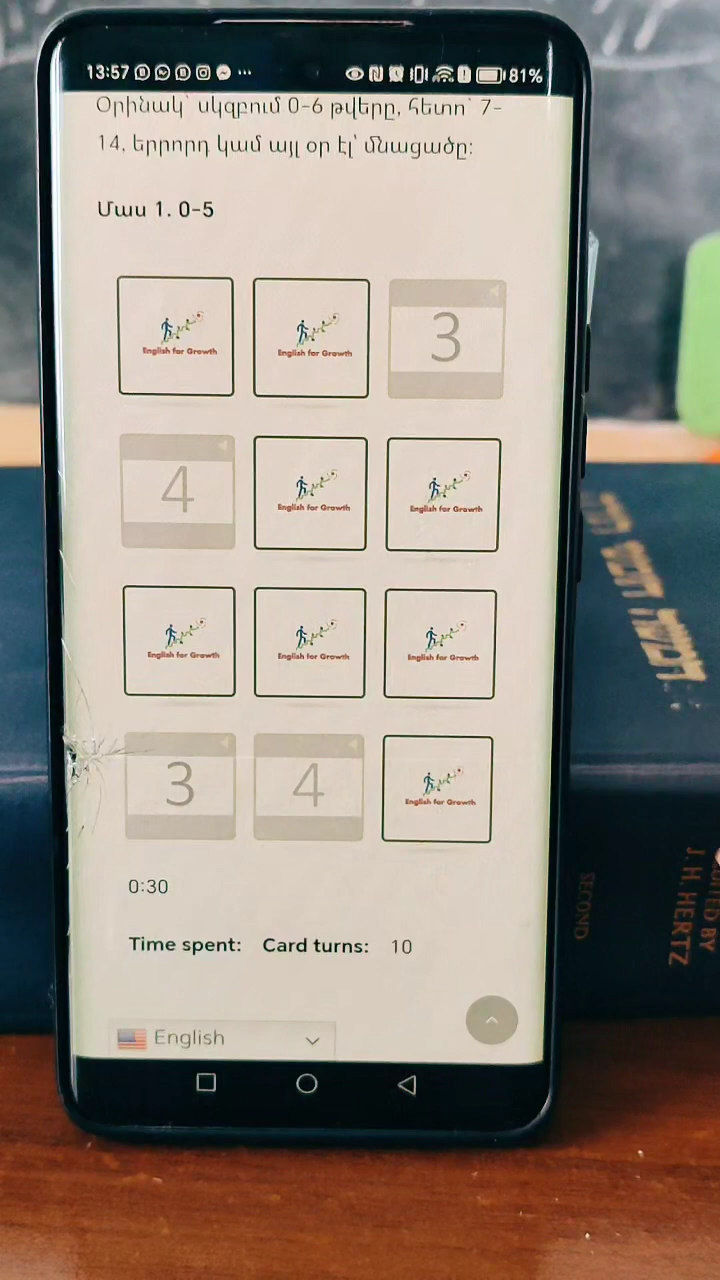 13:57
81%
Օրինակ՝ սկզբում 0-6 թվերը, հետո՝ 7-
14, երրորդ կամ այլ օր էլ՝ մնացածը:
Մաս 1. 0-5
English for Growth
English for Growth
3
4
English for Growth
English for Growth
English for Growth
English for Growth
English for Growth
3
4
English for Growth
0:30
Time spent: Card turns: 10
English
SECOND
EDITED BY
J. H. HERTZ